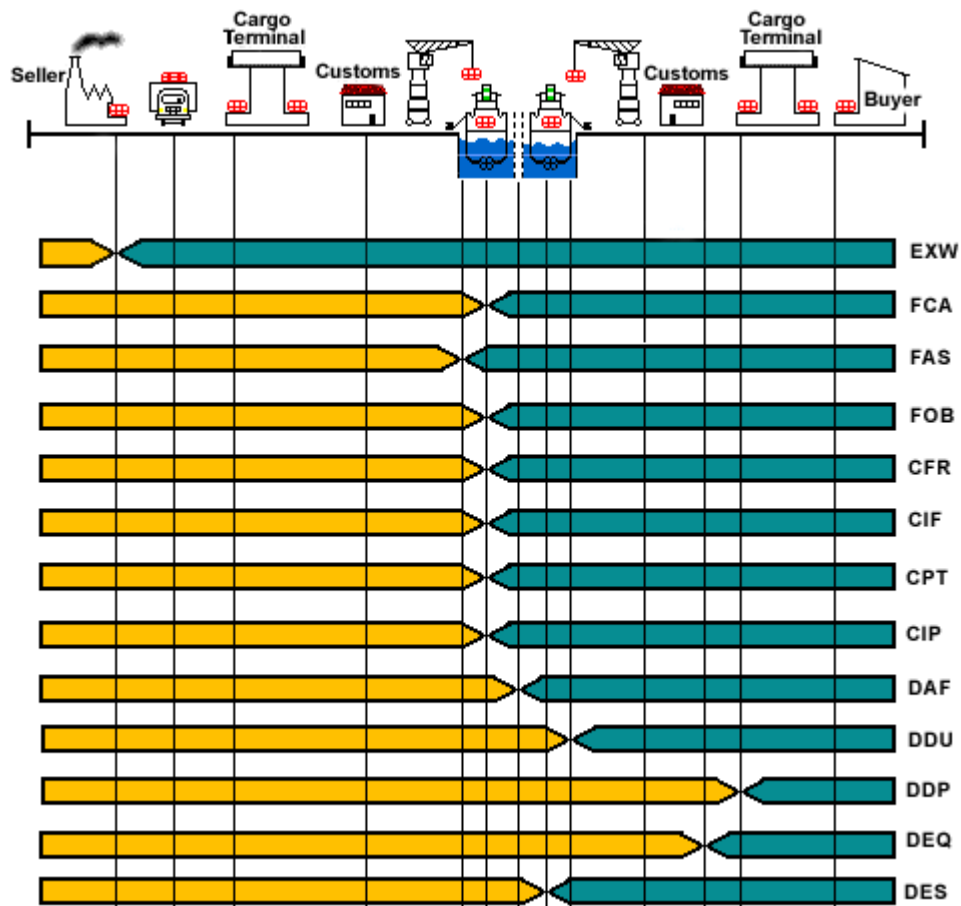 Cargo
Terminal
Cargo
Terminal
Seller
Customs
Customs
Buyer
EXW
FCA
FAS
FOB
CFR
CIF
CPT
CIP
DAF
DDU
DDP
DEQ
DES